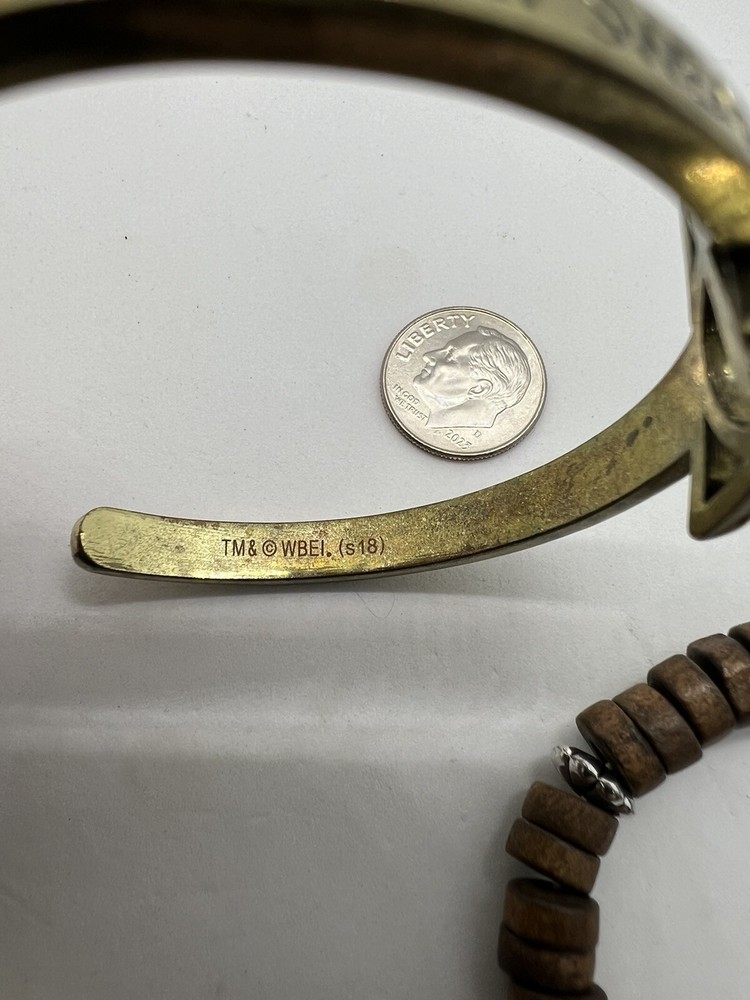 LIBERTY
IN GOD
WE TRUST
D
2023
TM& © WBEI. (s18)